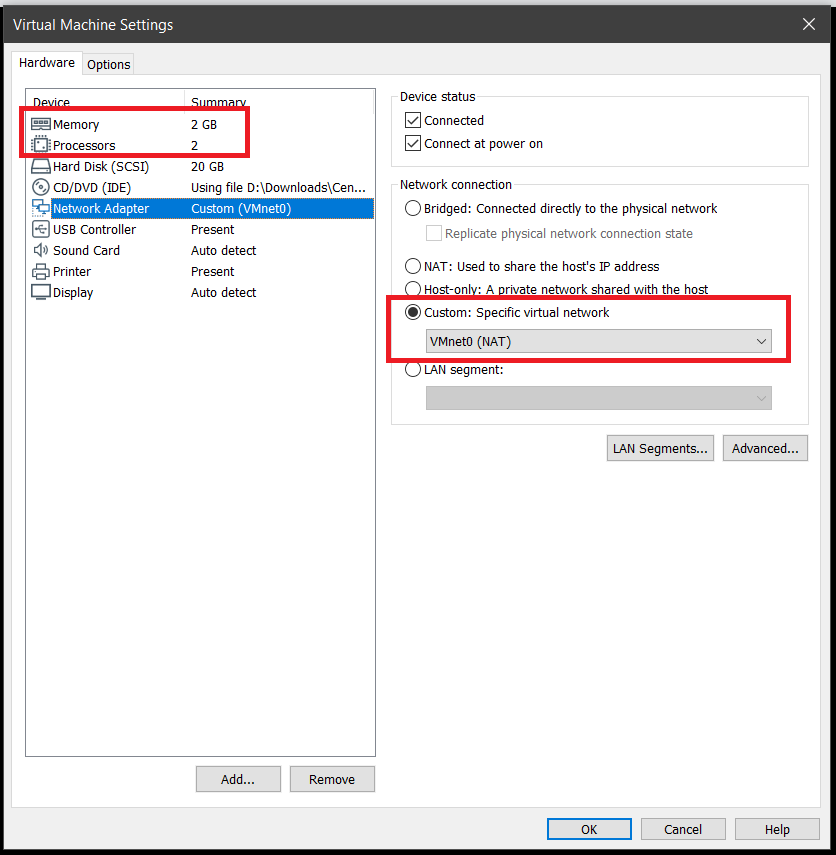 Virtual Machine Settings
Hardware
Options
Device Summary
Memory 2 GB
Processors 2
Hard Disk (SCSI) 20 GB
CD/DVD (IDE) Using file D:\Downloads\Cen...
Network Adapter Custom (VMnet0)
USB Controller Present
Sound Card Auto detect
Printer Present
Display Auto detect
Add...
Remove
Device status
Connected
Connect at power on
Network connection
Bridged: Connected directly to the physical network
Replicate physical network connection state
NAT: Used to share the host's IP address
Host-only: A private network shared with the host
Custom: Specific virtual network
VMnet0 (NAT)
LAN segment:
LAN Segments...
Advanced...
OK
Cancel
Help